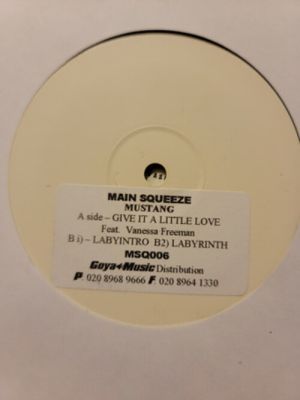 MAIN SQUEEZE
MUSTANG
A side – GIVE IT A LITTLE LOVE
Feat. Vanessa Freeman
B i) – LABYINTRO B2) LABYRINTH
MSQ006
Goya Music Distribution
P 020 8968 9666 F 020 8964 1330